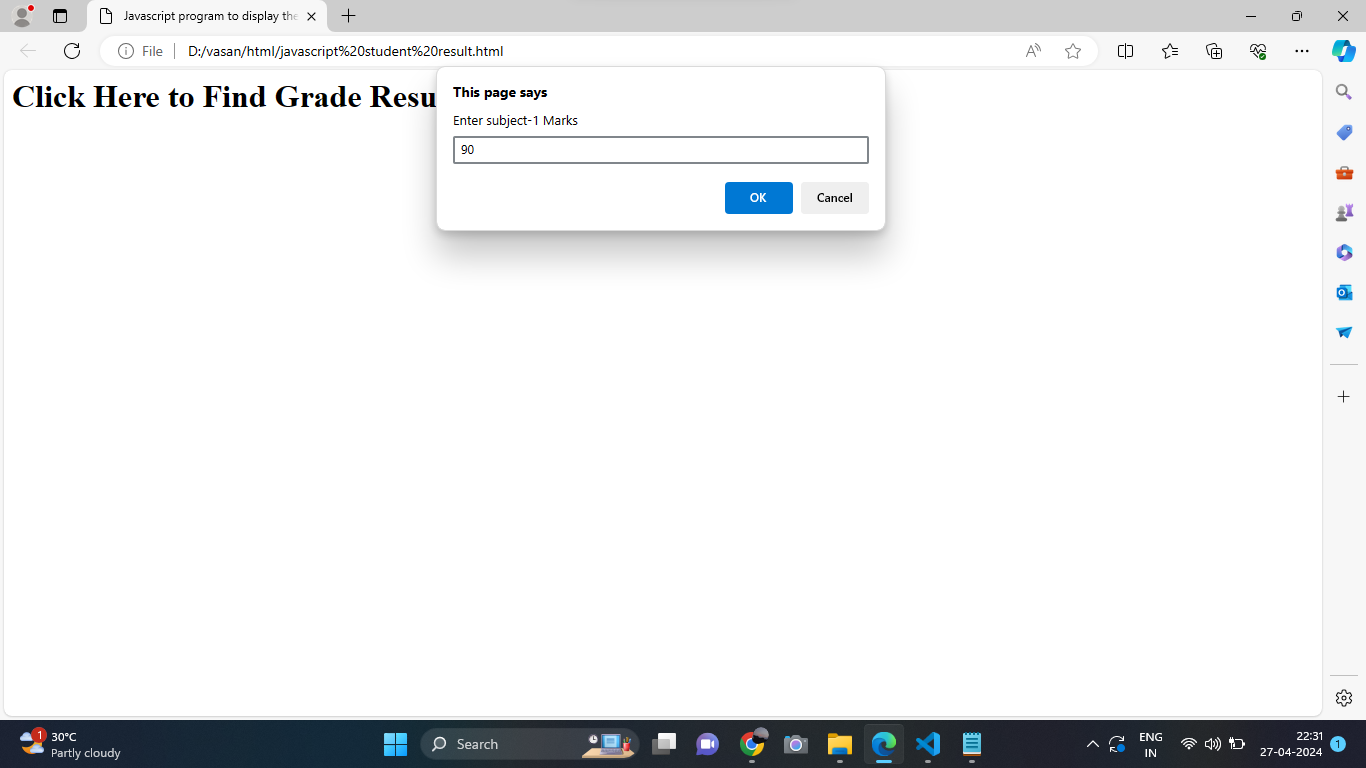 Javascript program to display the
File
D:/vasan/html/javascript%20student%20result.html
Click Here to Find Grade Resu
This page says
Enter subject-1 Marks
90
OK
Cancel
1
30°C
Partly cloudy
Search
ENG
IN
22:31
27-04-2024
1